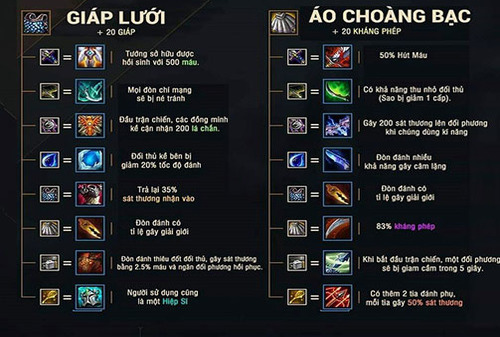 GIÁP LƯỚI
+ 20 GIÁP
Tướng sở hữu được
hồi sinh với 500 máu.
Mọi đòn chí mạng
sẽ bị né tránh
Đầu trận chiến, các đồng minh
kề cận nhận 200 lá chắn.
Đối thủ kề bên bị
giảm 20% tốc độ đánh
Trả lại 35%
sát thương nhận vào
Đòn đánh có
tỉ lệ gây giải giới
Đòn đánh thiêu đốt đối thủ, gây sát thương
bằng 2.5% máu và ngăn đối phương hồi phục.
Người sử dụng cũng
là một Hiệp Sĩ
ÁO CHOÀNG BẠC
+ 20 KHÁNG PHÉP
50% Hút Máu
Có khả năng thu nhỏ đối thủ
(Sao bị giảm 1 cấp).
Gây 200 sát thương lên đối phương
khi chúng dùng kĩ năng
Đòn đánh nhiều
khả năng gây câm lặng
Đòn đánh có
tỉ lệ gây giải giới
83% kháng phép
Khi bắt đầu trận chiến, một đối phương
sẽ bị giam cầm trong 5 giây.
Có thêm 2 tia đánh phụ,
mỗi tia gây 50% sát thương